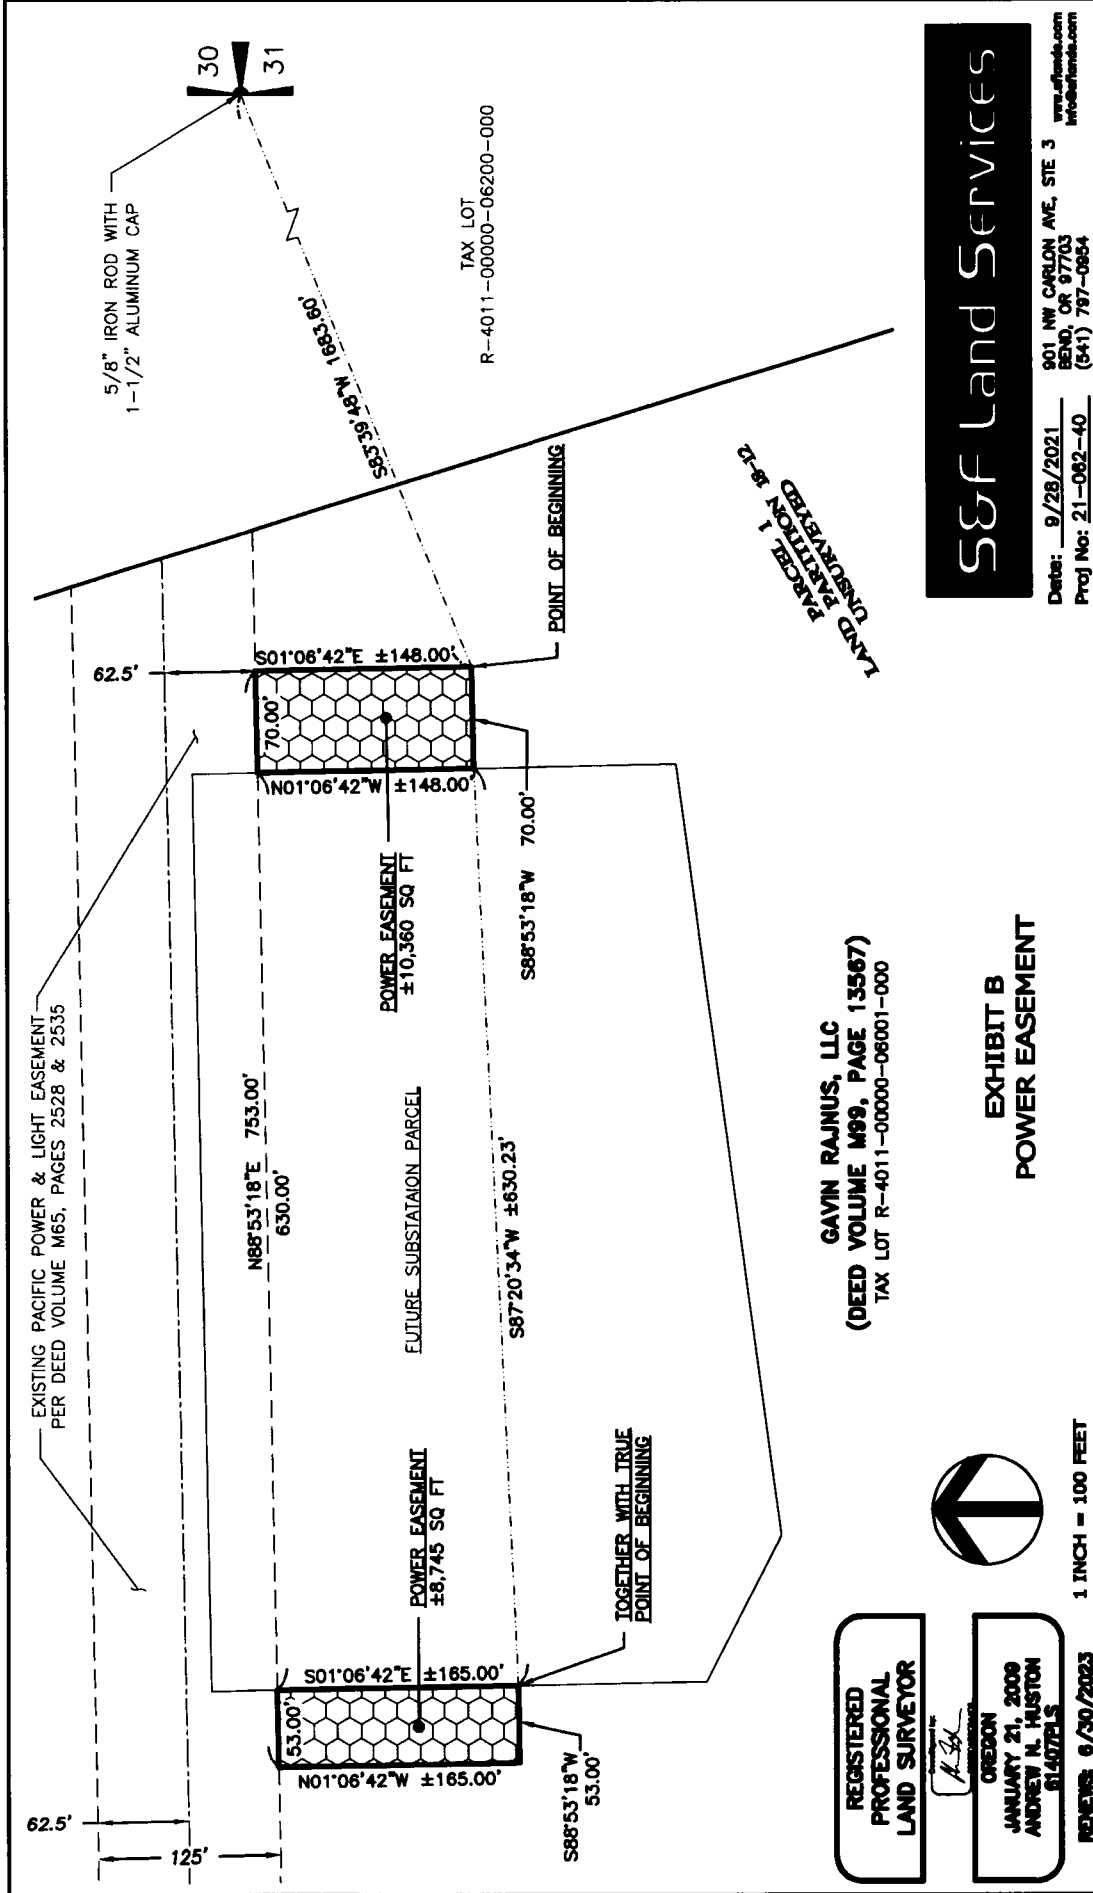 EXISTING PACIFIC POWER & LIGHT EASEMENT
PER DEED VOLUME M65, PAGES 2528 & 2535
5/8" IRON ROD WITH
1-1/2" ALUMINUM CAP
30
31
62.5'
125'
62.5'
S83°39'48"W 1683.60'
TAX LOT
R-4011-00000-06200-000
N88°53'18"E 753.00'
630.00'
S01°06'42"E ±148.00'
70.00'
N01°06'42"W ±148.00'
POINT OF BEGINNING
POWER EASEMENT
±10,360 SQ FT
S88°53'18"W 70.00'
FUTURE SUBSTATAION PARCEL
S87°20'34"W ±630.23'
S01°06'42"E ±165.00'
53.00'
N01°06'42"W ±165.00'
POWER EASEMENT
±8,745 SQ FT
S88°53'18"W
53.00'
TOGETHER WITH TRUE
POINT OF BEGINNING
PARCEL 1
LAND PARTITION 18-12
UNSURVEYED
GAVIN RAJNUS, LLC
(DEED VOLUME M99, PAGE 13567)
TAX LOT R-4011-00000-06001-000
EXHIBIT B
POWER EASEMENT
REGISTERED
PROFESSIONAL
LAND SURVEYOR
OREGON
JANUARY 21, 2009
ANDREW N. HUSTON
81407PLS
RENEWS: 6/30/2023
1 INCH = 100 FEET
S&F Land Services
Date: 9/28/2021
Proj No: 21-062-40
901 NW CARLON AVE, STE 3
BEND, OR 97703
(541) 797-0954
www.sflands.com
info@sflands.com